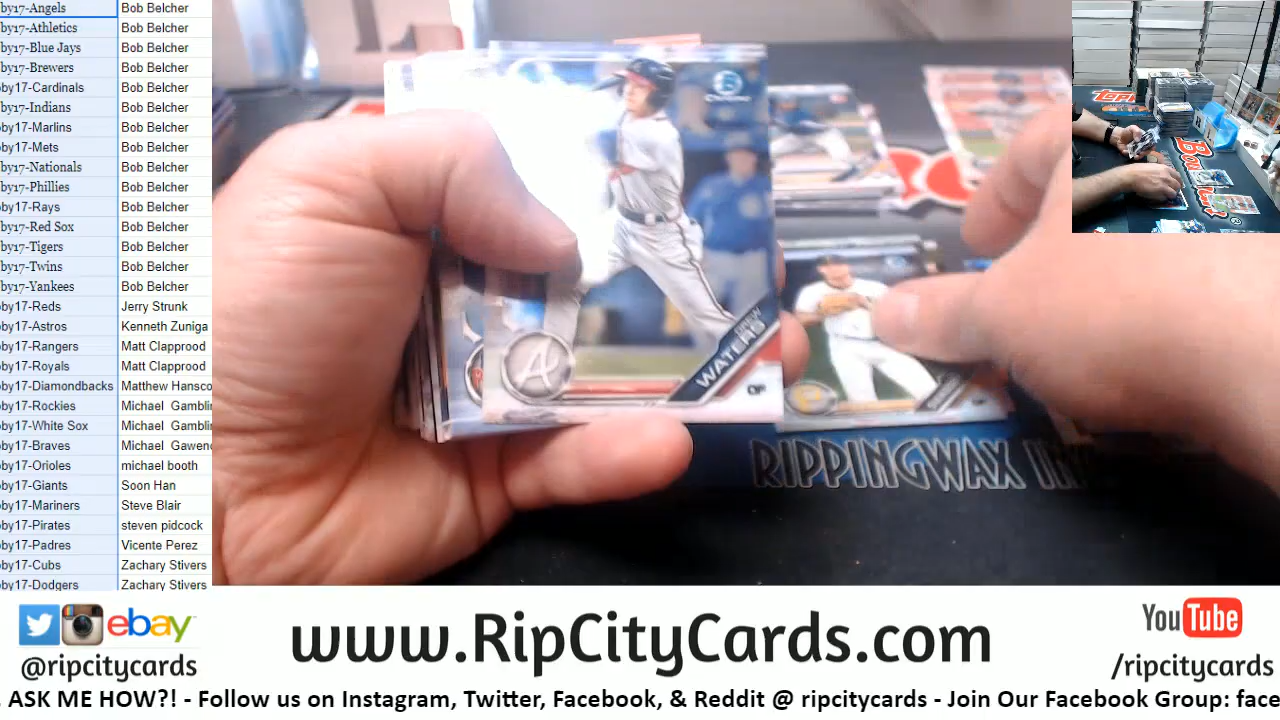 by17-Angels Bob Belcher
by17-Athletics Bob Belcher
by17-Blue Jays Bob Belcher
by17-Brewers Bob Belcher
by17-Cardinals Bob Belcher
by17-Indians Bob Belcher
by17-Marlins Bob Belcher
by17-Mets Bob Belcher
by17-Nationals Bob Belcher
by17-Phillies Bob Belcher
by17-Rays Bob Belcher
by17-Red Sox Bob Belcher
by17-Tigers Bob Belcher
by17-Twins Bob Belcher
by17-Yankees Bob Belcher
by17-Reds Jerry Strunk
by17-Astros Kenneth Zuniga
by17-Rangers Matt Clapprood
by17-Royals Matt Clapprood
by17-Diamondbacks Matthew Hansco
by17-Rockies Michael Gamblin
by17-White Sox Michael Gamblin
by17-Braves Michael Gawen
by17-Orioles michael booth
by17-Giants Soon Han
by17-Mariners Steve Blair
by17-Pirates steven pidcock
by17-Padres Vicente Perez
by17-Cubs Zachary Stivers
by17-Dodgers Zachary Stivers
CHROME
A
DREW
WATERS
OF
P
RIPPINGWAX IN
TOPPS
ebay
@ripcitycards
www.RipCityCards.com
YouTube
/ripcitycards
ASK ME HOW?! - Follow us on Instagram, Twitter, Facebook, & Reddit @ ripcitycards - Join Our Facebook Group: face